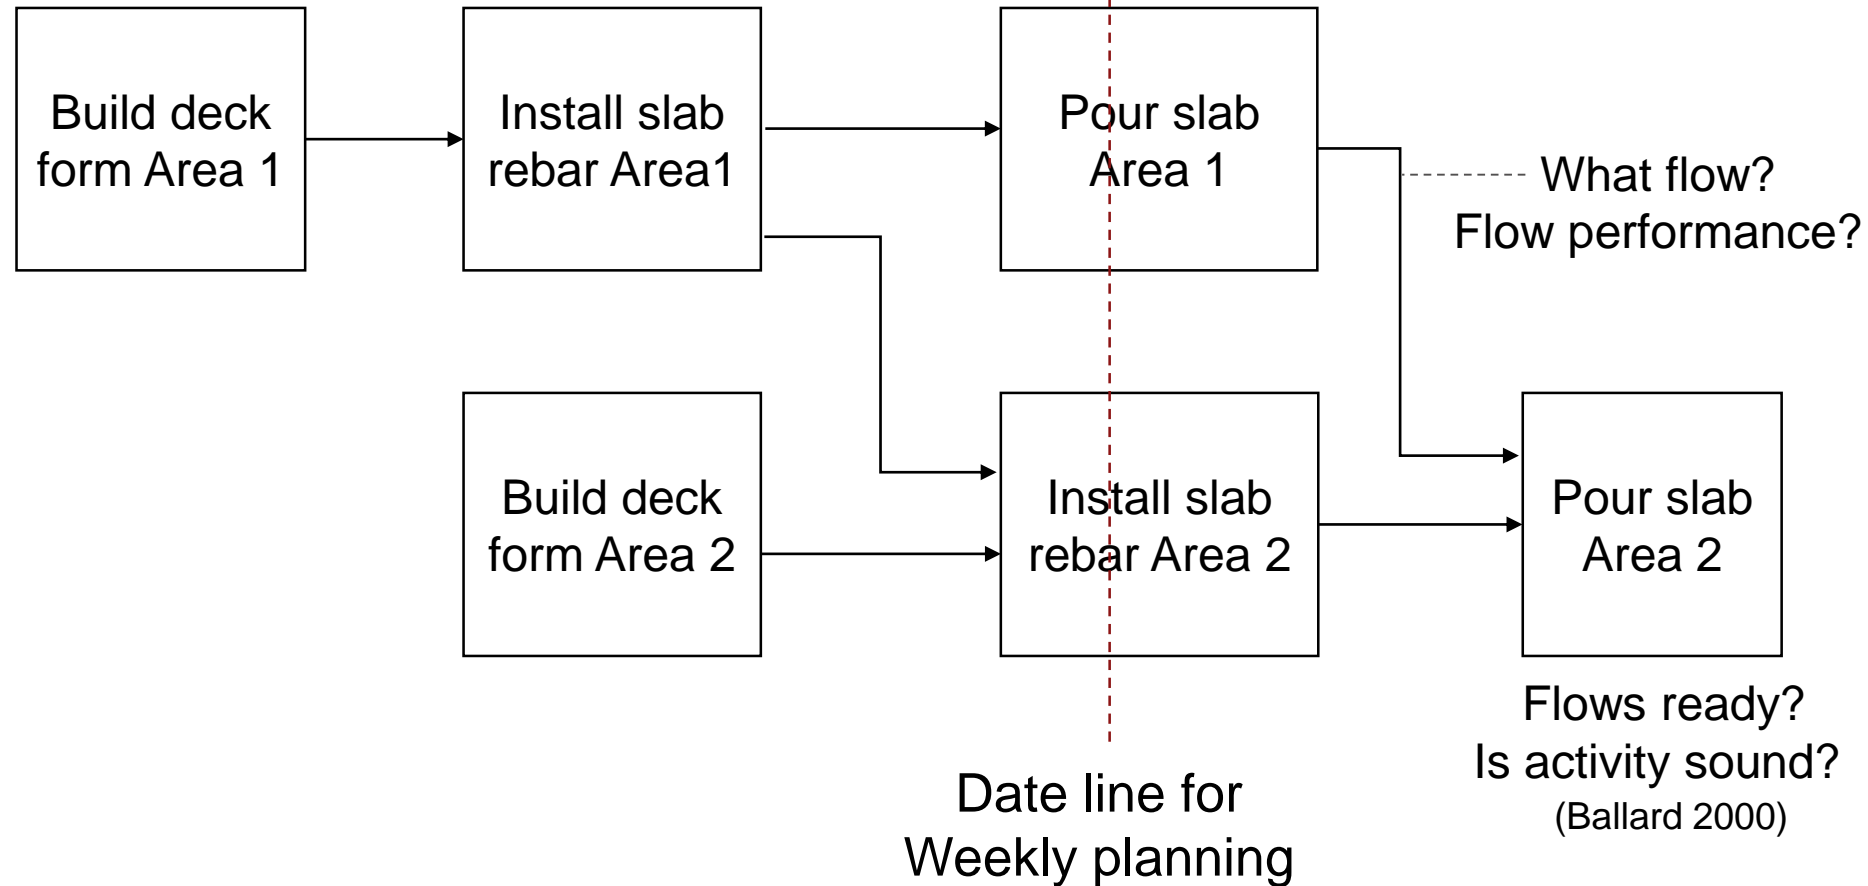 Build deck
form Area 1
Install slab
rebar Area1
Pour slab
Area 1
What flow?
Flow performance?
Build deck
form Area 2
Install slab
rebar Area 2
Pour slab
Area 2
Flows ready?
Is activity sound?
(Ballard 2000)
Date line for
Weekly planning